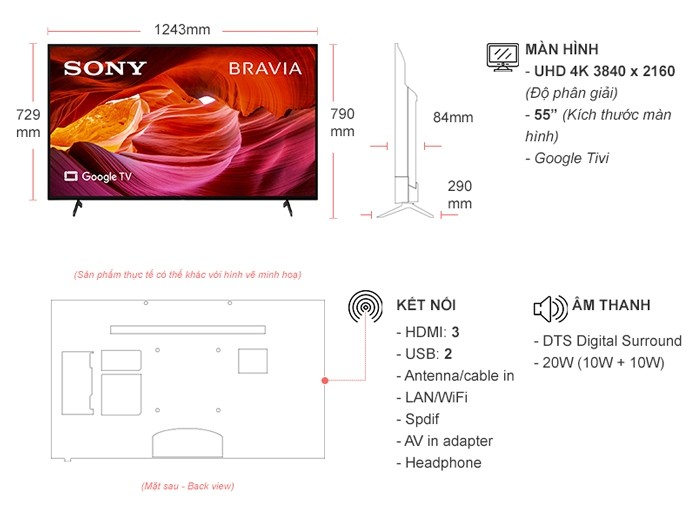 1243mm
SONY
BRAVIA
Google TV
729
mm
790
mm
84mm
290
mm
MÀN HÌNH
- UHD 4K 3840 x 2160
(Độ phân giải)
- 55” (Kích thước màn
hình)
- Google Tivi
(Sản phẩm thực tế có thể khác với hình vẽ minh hoạ)
KẾT NỐI
- HDMI: 3
- USB: 2
- Antenna/cable in
- LAN/WiFi
- Spdif
- AV in adapter
- Headphone
ÂM THANH
- DTS Digital Surround
- 20W (10W + 10W)
(Mặt sau - Back view)